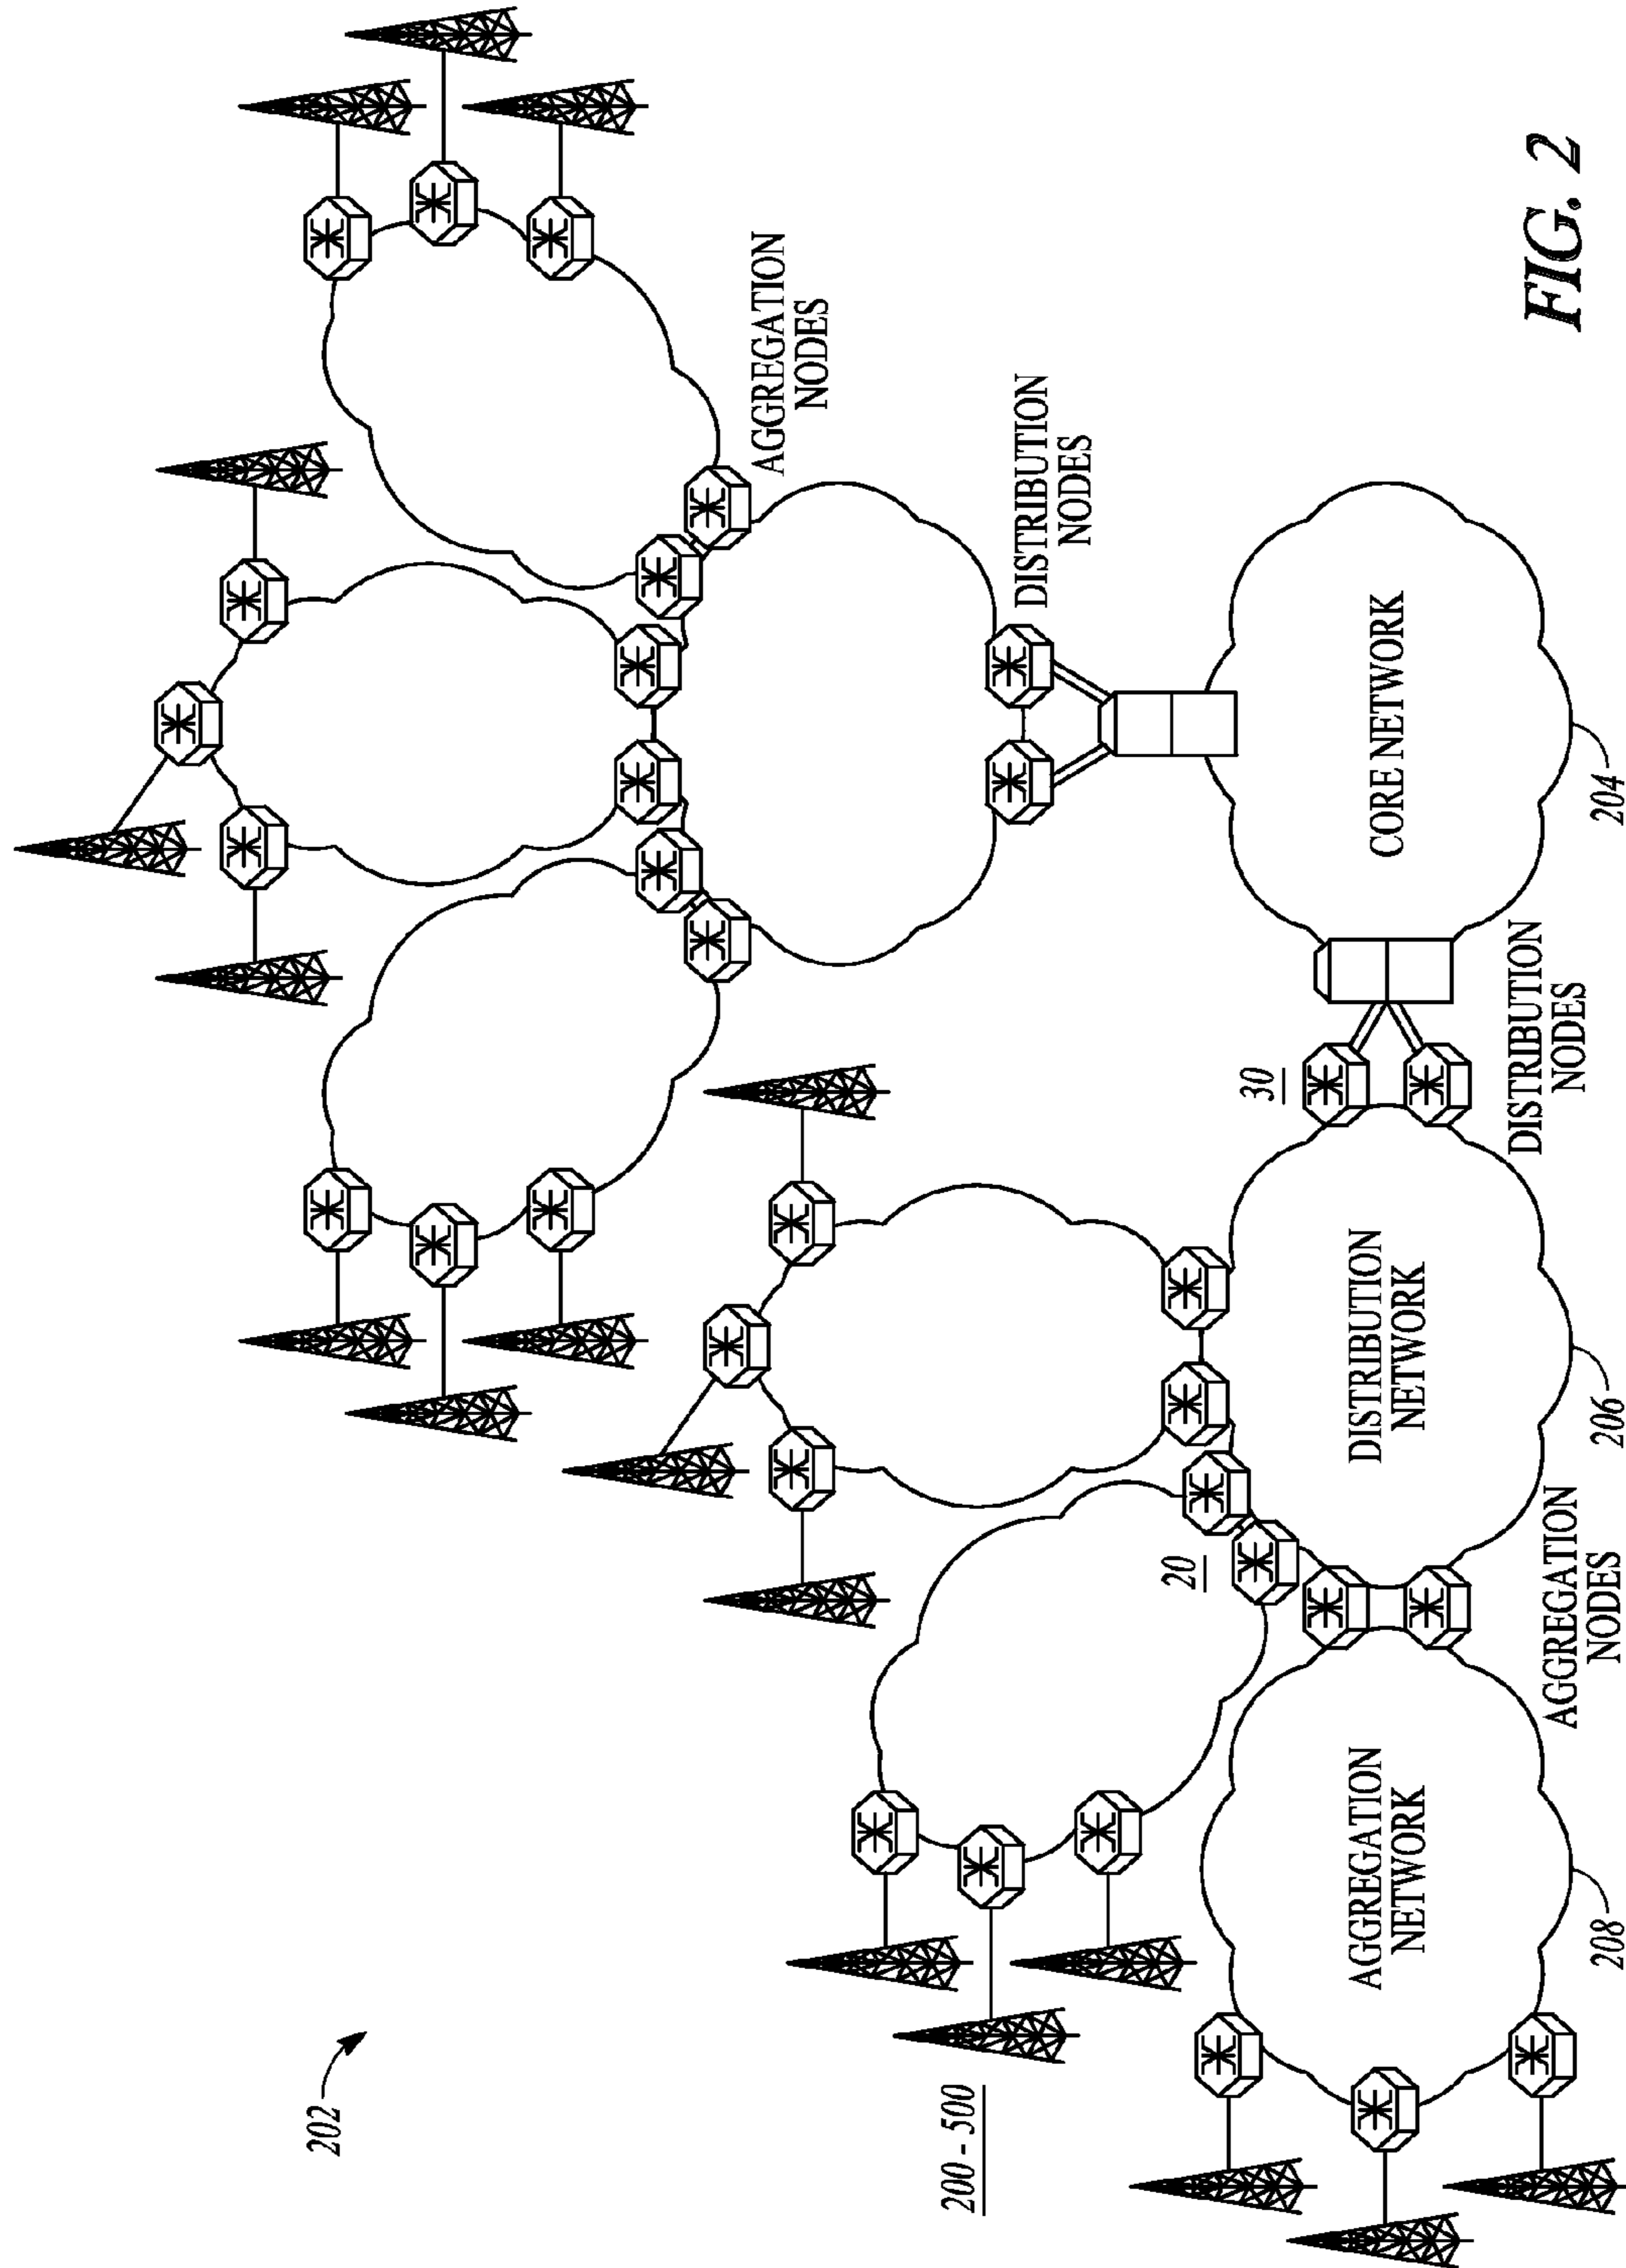 202
200 - 500
AGGREGATION
NODES
20
DISTRIBUTION
NODES
30
AGGREGATION
NETWORK
208
AGGREGATION
NODES
DISTRIBUTION
NETWORK
206
DISTRIBUTION
NODES
CORE NETWORK
204
FIG. 2